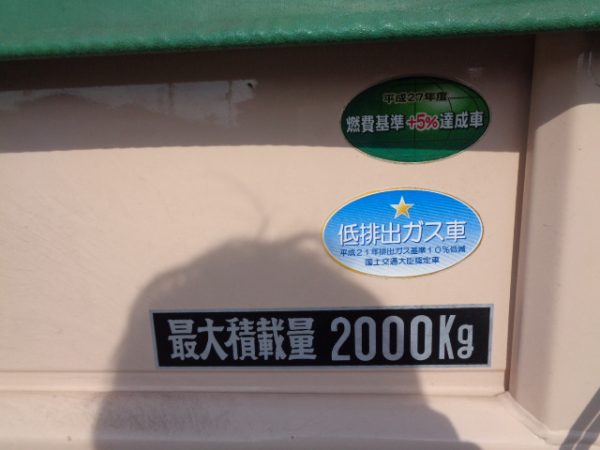 平成27年度
燃費基準+5%達成車
低排出ガス車
平成21年排出ガス基準10%低減
国土交通大臣認定車
最大積載量 2000Kg